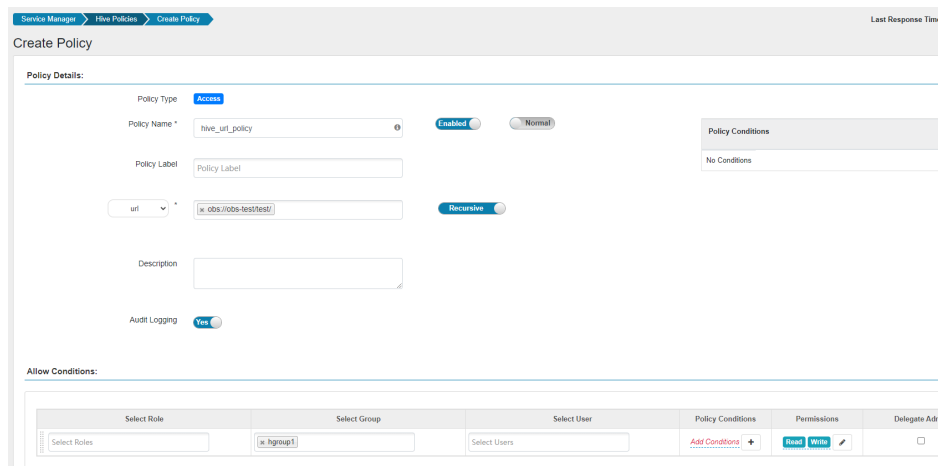 Service Manager Hive Policies Create Policy Last Response Time
Create Policy
Policy Details:
Policy Type Access
Policy Name * hive_url_policy Enabled Normal
Policy Conditions
No Conditions
Policy Label Policy Label
url * × obs://obs-test/test/ Recursive
Description
Audit Logging Yes
Allow Conditions:
Select Role Select Group Select User Policy Conditions Permissions Delegate Adr
Select Roles × hgroup1 Select Users Add Conditions + Read Write